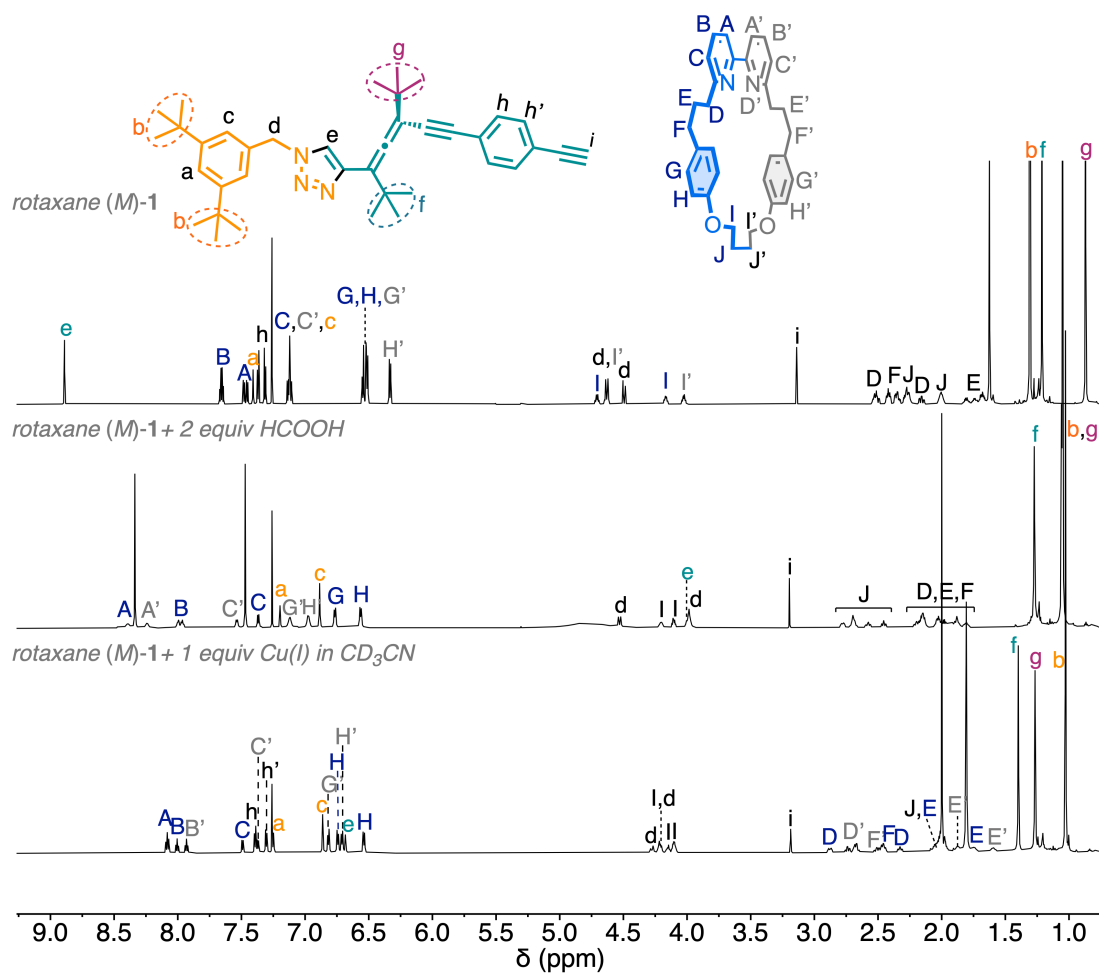 B A A' B'
C C'
N N
E D D' E'
F F'
G G'
H H'
O O
I I'
J J'
g
b c d e h h' i
a N N N
b f
rotaxane (M)-1
b f g
e B A a h C,C',c G,H,G' H' I d,I' d I I' i D F J D J E
rotaxane (M)-1+ 2 equiv HCOOH
f b,g
A A' B C' C a G' H' c G H d I I e d i J D,E,F
rotaxane (M)-1+ 1 equiv Cu(I) in CD3CN
f g b
A B B' C h C' h' a c G' H H' e H d I,d I I i D D' F' F D J,E E E E'
9.0 8.5 8.0 7.5 7.0 6.5 6.0 5.5 5.0 4.5 4.0 3.5 3.0 2.5 2.0 1.5 1.0
δ (ppm)